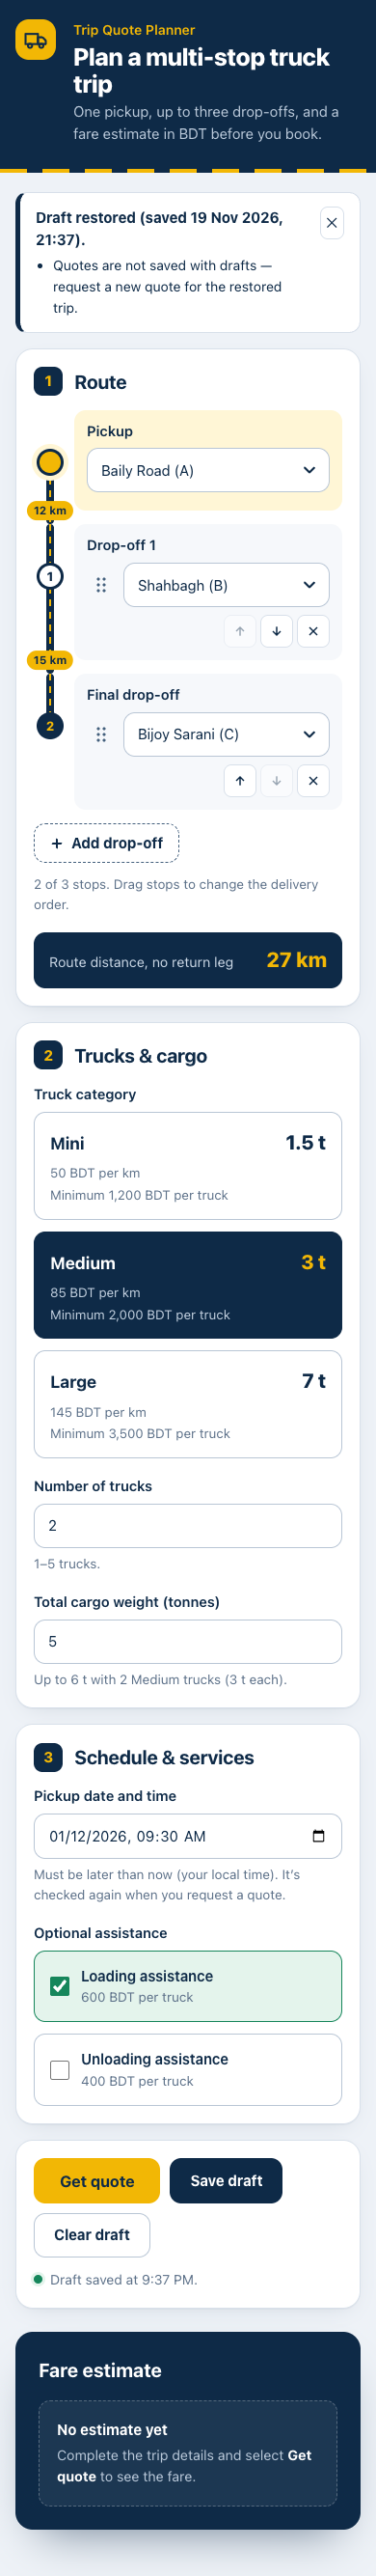 Trip Quote Planner
Plan a multi-stop truck
trip
One pickup, up to three drop-offs, and a
fare estimate in BDT before you book.
Draft restored (saved 19 Nov 2026,
21:37).
• Quotes are not saved with drafts —
request a new quote for the restored
trip.
1 Route
Pickup
Baily Road (A)
12 km
Drop-off 1
1 Shahbagh (B)
15 km
Final drop-off
2 Bijoy Sarani (C)
+ Add drop-off
2 of 3 stops. Drag stops to change the delivery
order.
Route distance, no return leg 27 km
2 Trucks & cargo
Truck category
Mini 1.5 t
50 BDT per km
Minimum 1,200 BDT per truck
Medium 3 t
85 BDT per km
Minimum 2,000 BDT per truck
Large 7 t
145 BDT per km
Minimum 3,500 BDT per truck
Number of trucks
2
1–5 trucks.
Total cargo weight (tonnes)
5
Up to 6 t with 2 Medium trucks (3 t each).
3 Schedule & services
Pickup date and time
01/12/2026, 09:30 AM
Must be later than now (your local time). It’s
checked again when you request a quote.
Optional assistance
Loading assistance
600 BDT per truck
Unloading assistance
400 BDT per truck
Get quote Save draft
Clear draft
Draft saved at 9:37 PM.
Fare estimate
No estimate yet
Complete the trip details and select Get
quote to see the fare.